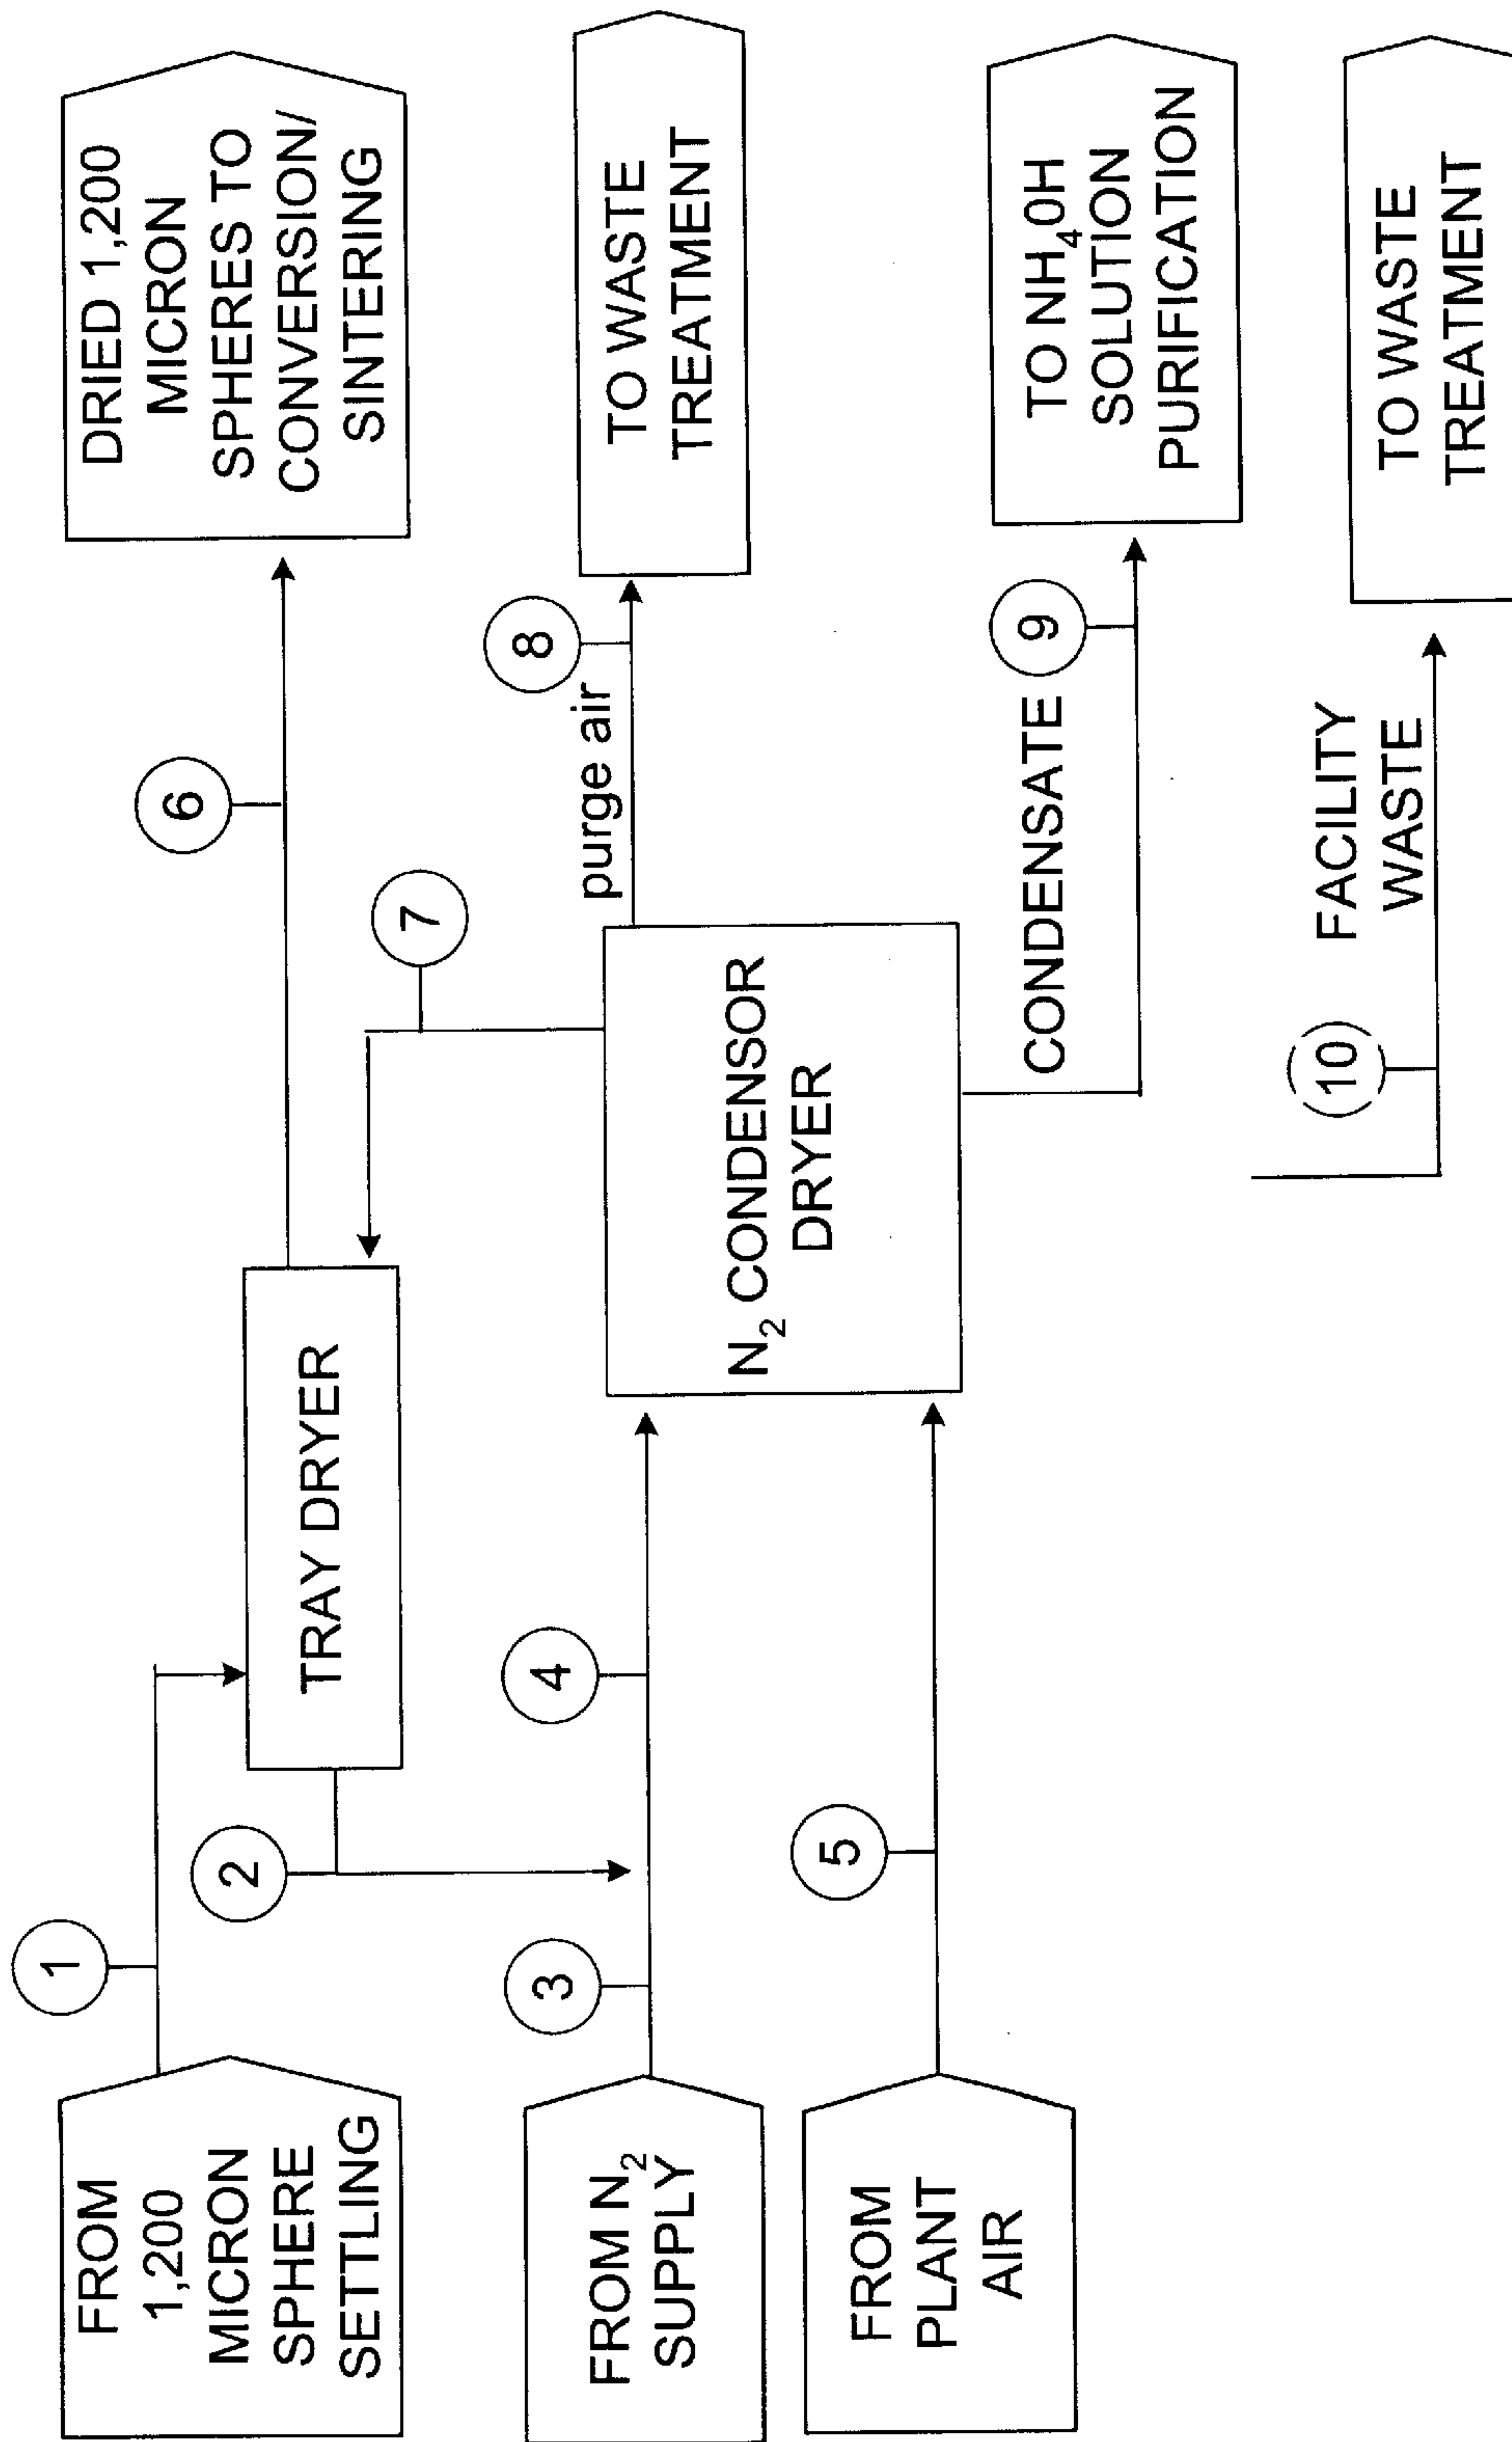 FROM
1,200
MICRON
SPHERE
SETTLING
1
2
TRAY DRYER
6
DRIED 1,200
MICRON
SPHERES TO
CONVERSION/
SINTERING
7
FROM N₂
SUPPLY
3
4
N₂ CONDENSOR
DRYER
purge air
8
TO WASTE
TREATMENT
FROM
PLANT
AIR
5
CONDENSATE
9
TO NH₄0H
SOLUTION
PURIFICATION
10
FACILITY
WASTE
TO WASTE
TREATMENT